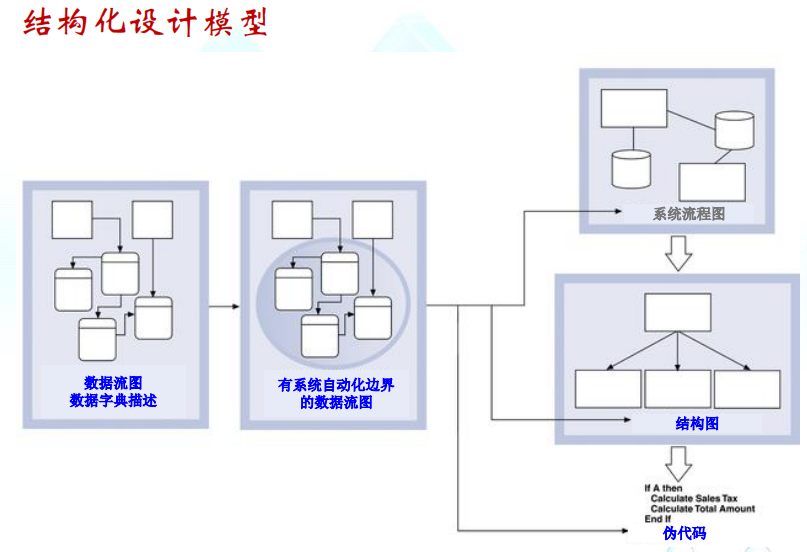 结构化设计模型
系统流程图
数据流图
数据字典描述
有系统自动化边界
的数据流图
结构图
If A then
Calculate Sales Tax
Calculate Total Amount
End If
伪代码